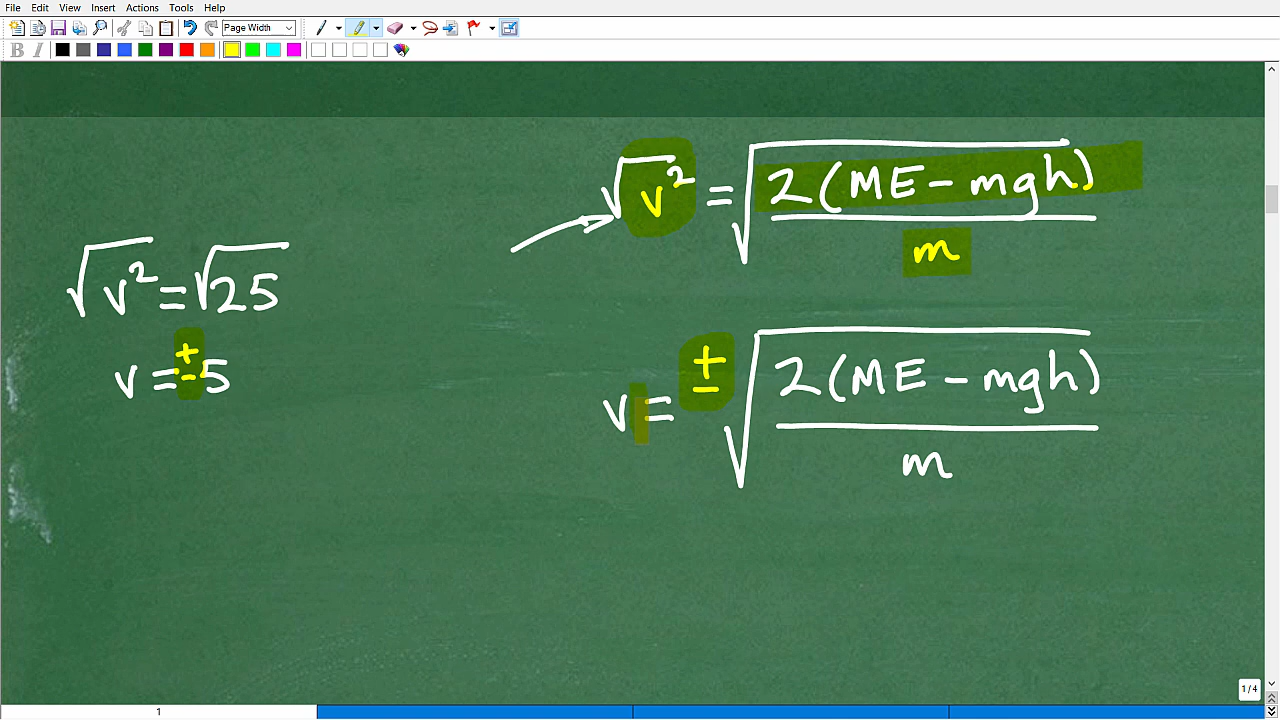 File Edit View Insert Actions Tools Help
Page Width
B I
√v² = √25
v = ± 5
√v² = √(2(ME - mgh)/m)
v = ± √(2(ME - mgh)/m)
1/4
1